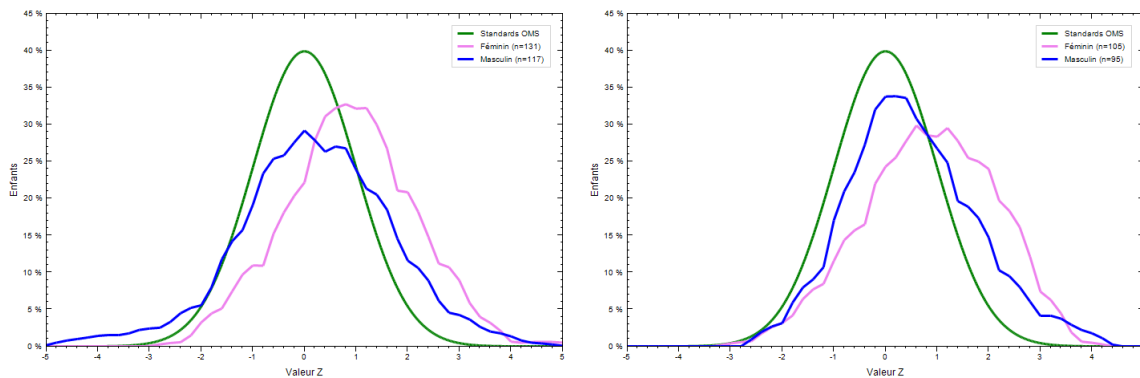 45 %
40 %
35 %
30 %
25 %
20 %
15 %
10 %
5 %
0 %
Enfants
Standards OMS
Féminin (n=131)
Masculin (n=117)
-5 -4 -3 -2 -1 0 1 2 3 4 5
Valeur Z
45 %
40 %
35 %
30 %
25 %
20 %
15 %
10 %
5 %
0 %
Enfants
Standards OMS
Féminin (n=105)
Masculin (n=95)
-5 -4 -3 -2 -1 0 1 2 3 4
Valeur Z